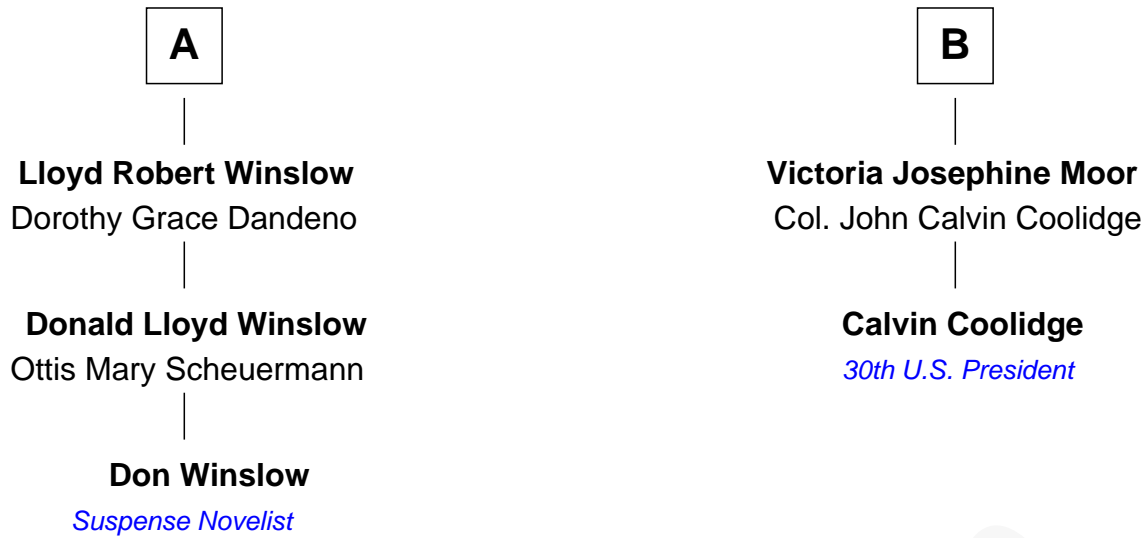 A
Lloyd Robert Winslow
Dorothy Grace Dandeno
Donald Lloyd Winslow
Ottis Mary Scheuermann
Don Winslow
Suspense Novelist
B
Victoria Josephine Moor
Col. John Calvin Coolidge
Calvin Coolidge
30th U.S. President